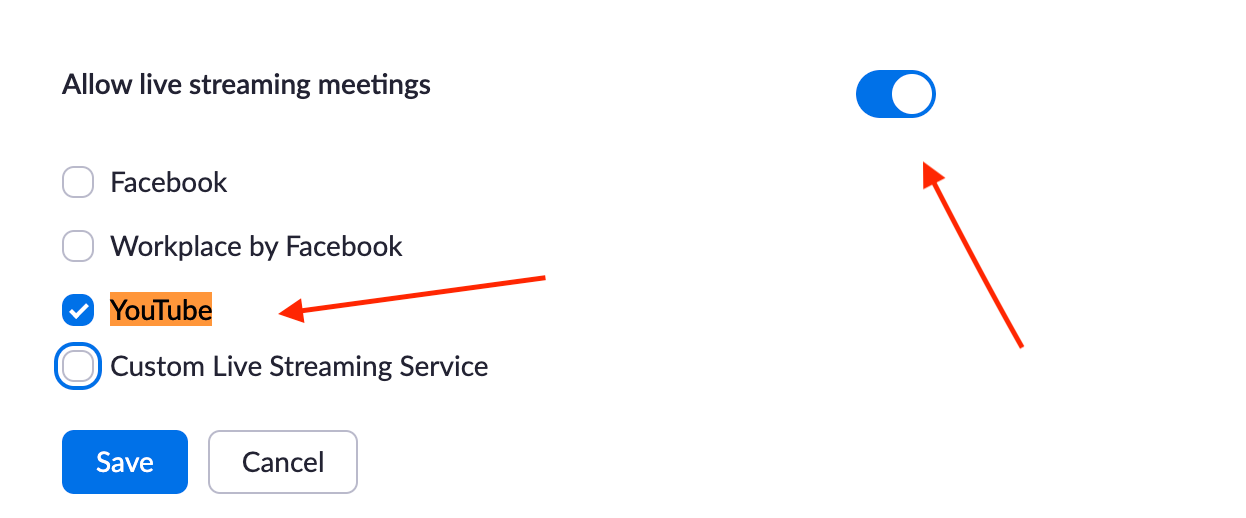 Allow live streaming meetings
Facebook
Workplace by Facebook
YouTube
Custom Live Streaming Service
Save
Cancel